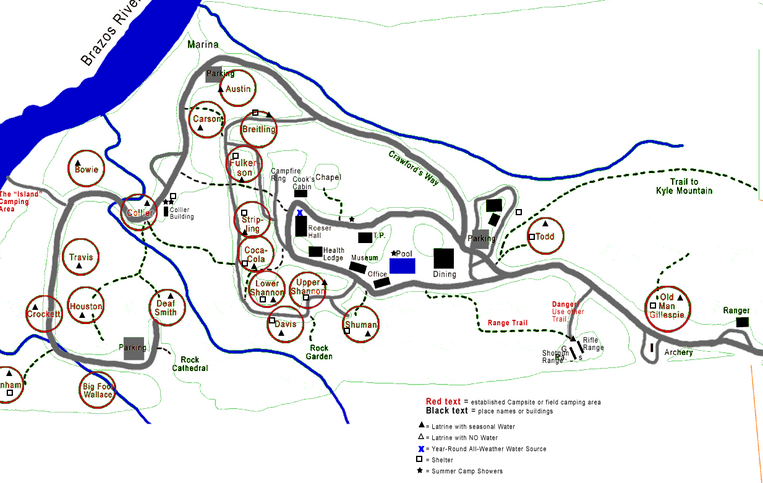 Brazos River
Marina
Parking
Austin
Carson
Breitling
Crawford's Way
Bowie
Fulker
son
Campfire
Ring
Cook's
Cabin
Chapel
Trail to
Kyle Mountain
The "Island"
Camping
Area
Collier
Collier
Building
Strip-
ling
Roeser
Hall
T.P.
Parking
Todd
Travis
Coca-
Cola
Health
Lodge
Museum
Pool
Dining
Office
Lower
Shannon
Upper
Shannon
Houston
Deaf
Smith
Crockett
Davis
Shuman
Range Trail
Danger
Use other
Trail
Old
Man
Gillespie
Ranger
Rifle
Range
Shotgun
Archery
Parking
Rock
Cathedral
Rock
Garden
nham
Big Foot
Wallace
Red text = established Campsite or field camping area
Black text = place names or buildings
= Latrine with seasonal Water
= Latrine with NO Water
X = Year-Round All-Weather Water Source
= Shelter
= Summer Camp Showers